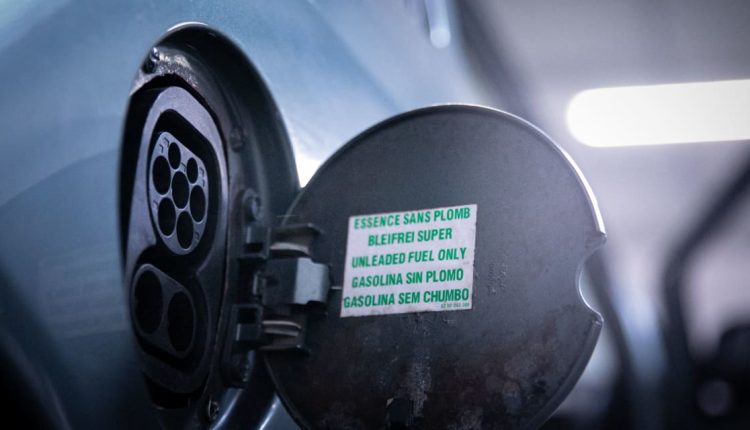 ESSENCE SANS PLOMB
BLEIFREI SUPER
UNLEADED FUEL ONLY
GASOLINA SIN PLOMO
GASOLINA SEM CHUMBO